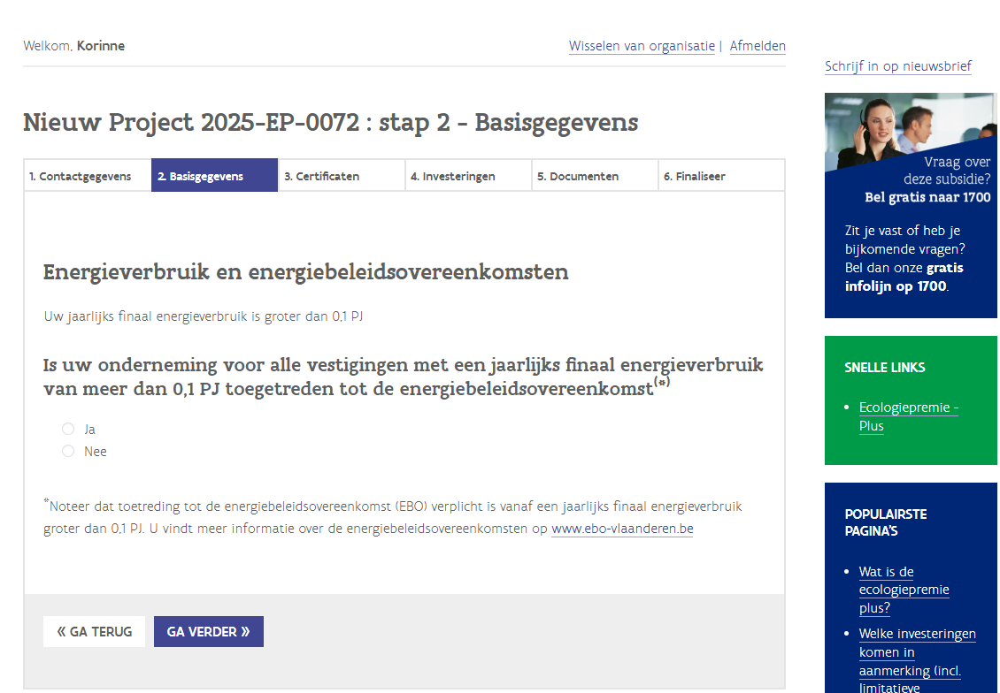 Welkom, Korinne
Wisselen van organisatie | Afmelden
Nieuw Project 2025-EP-0072 : stap 2 - Basisgegevens
1. Contactgegevens
2. Basisgegevens
3. Certificaten
4. Investeringen
5. Documenten
6. Finaliseer
Energieverbruik en energiebeleidsovereenkomsten
Uw jaarlijks finaal energieverbruik is groter dan 0,1 PJ
Is uw onderneming voor alle vestigingen met een jaarlijks finaal energieverbruik
van meer dan 0,1 PJ toegetreden tot de energiebeleidsovereenkomst(*)
Ja
Nee
*Noteer dat toetreding tot de energiebeleidsovereenkomst (EBO) verplicht is vanaf een jaarlijks finaal energieverbruik
groter dan 0,1 PJ. U vindt meer informatie over de energiebeleidsovereenkomsten op www.ebo-vlaanderen.be
« GA TERUG
GA VERDER »
Schrijf in op nieuwsbrief
Vraag over
deze subsidie?
Bel gratis naar 1700
Zit je vast of heb je
bijkomende vragen?
Bel dan onze gratis
infolijn op 1700.
SNELLE LINKS
• Ecologiepremie -
Plus
POPULAIRSTE
PAGINA'S
• Wat is de
ecologiepremie
plus?
• Welke investeringen
komen in
aanmerking (incl.
limitatieve